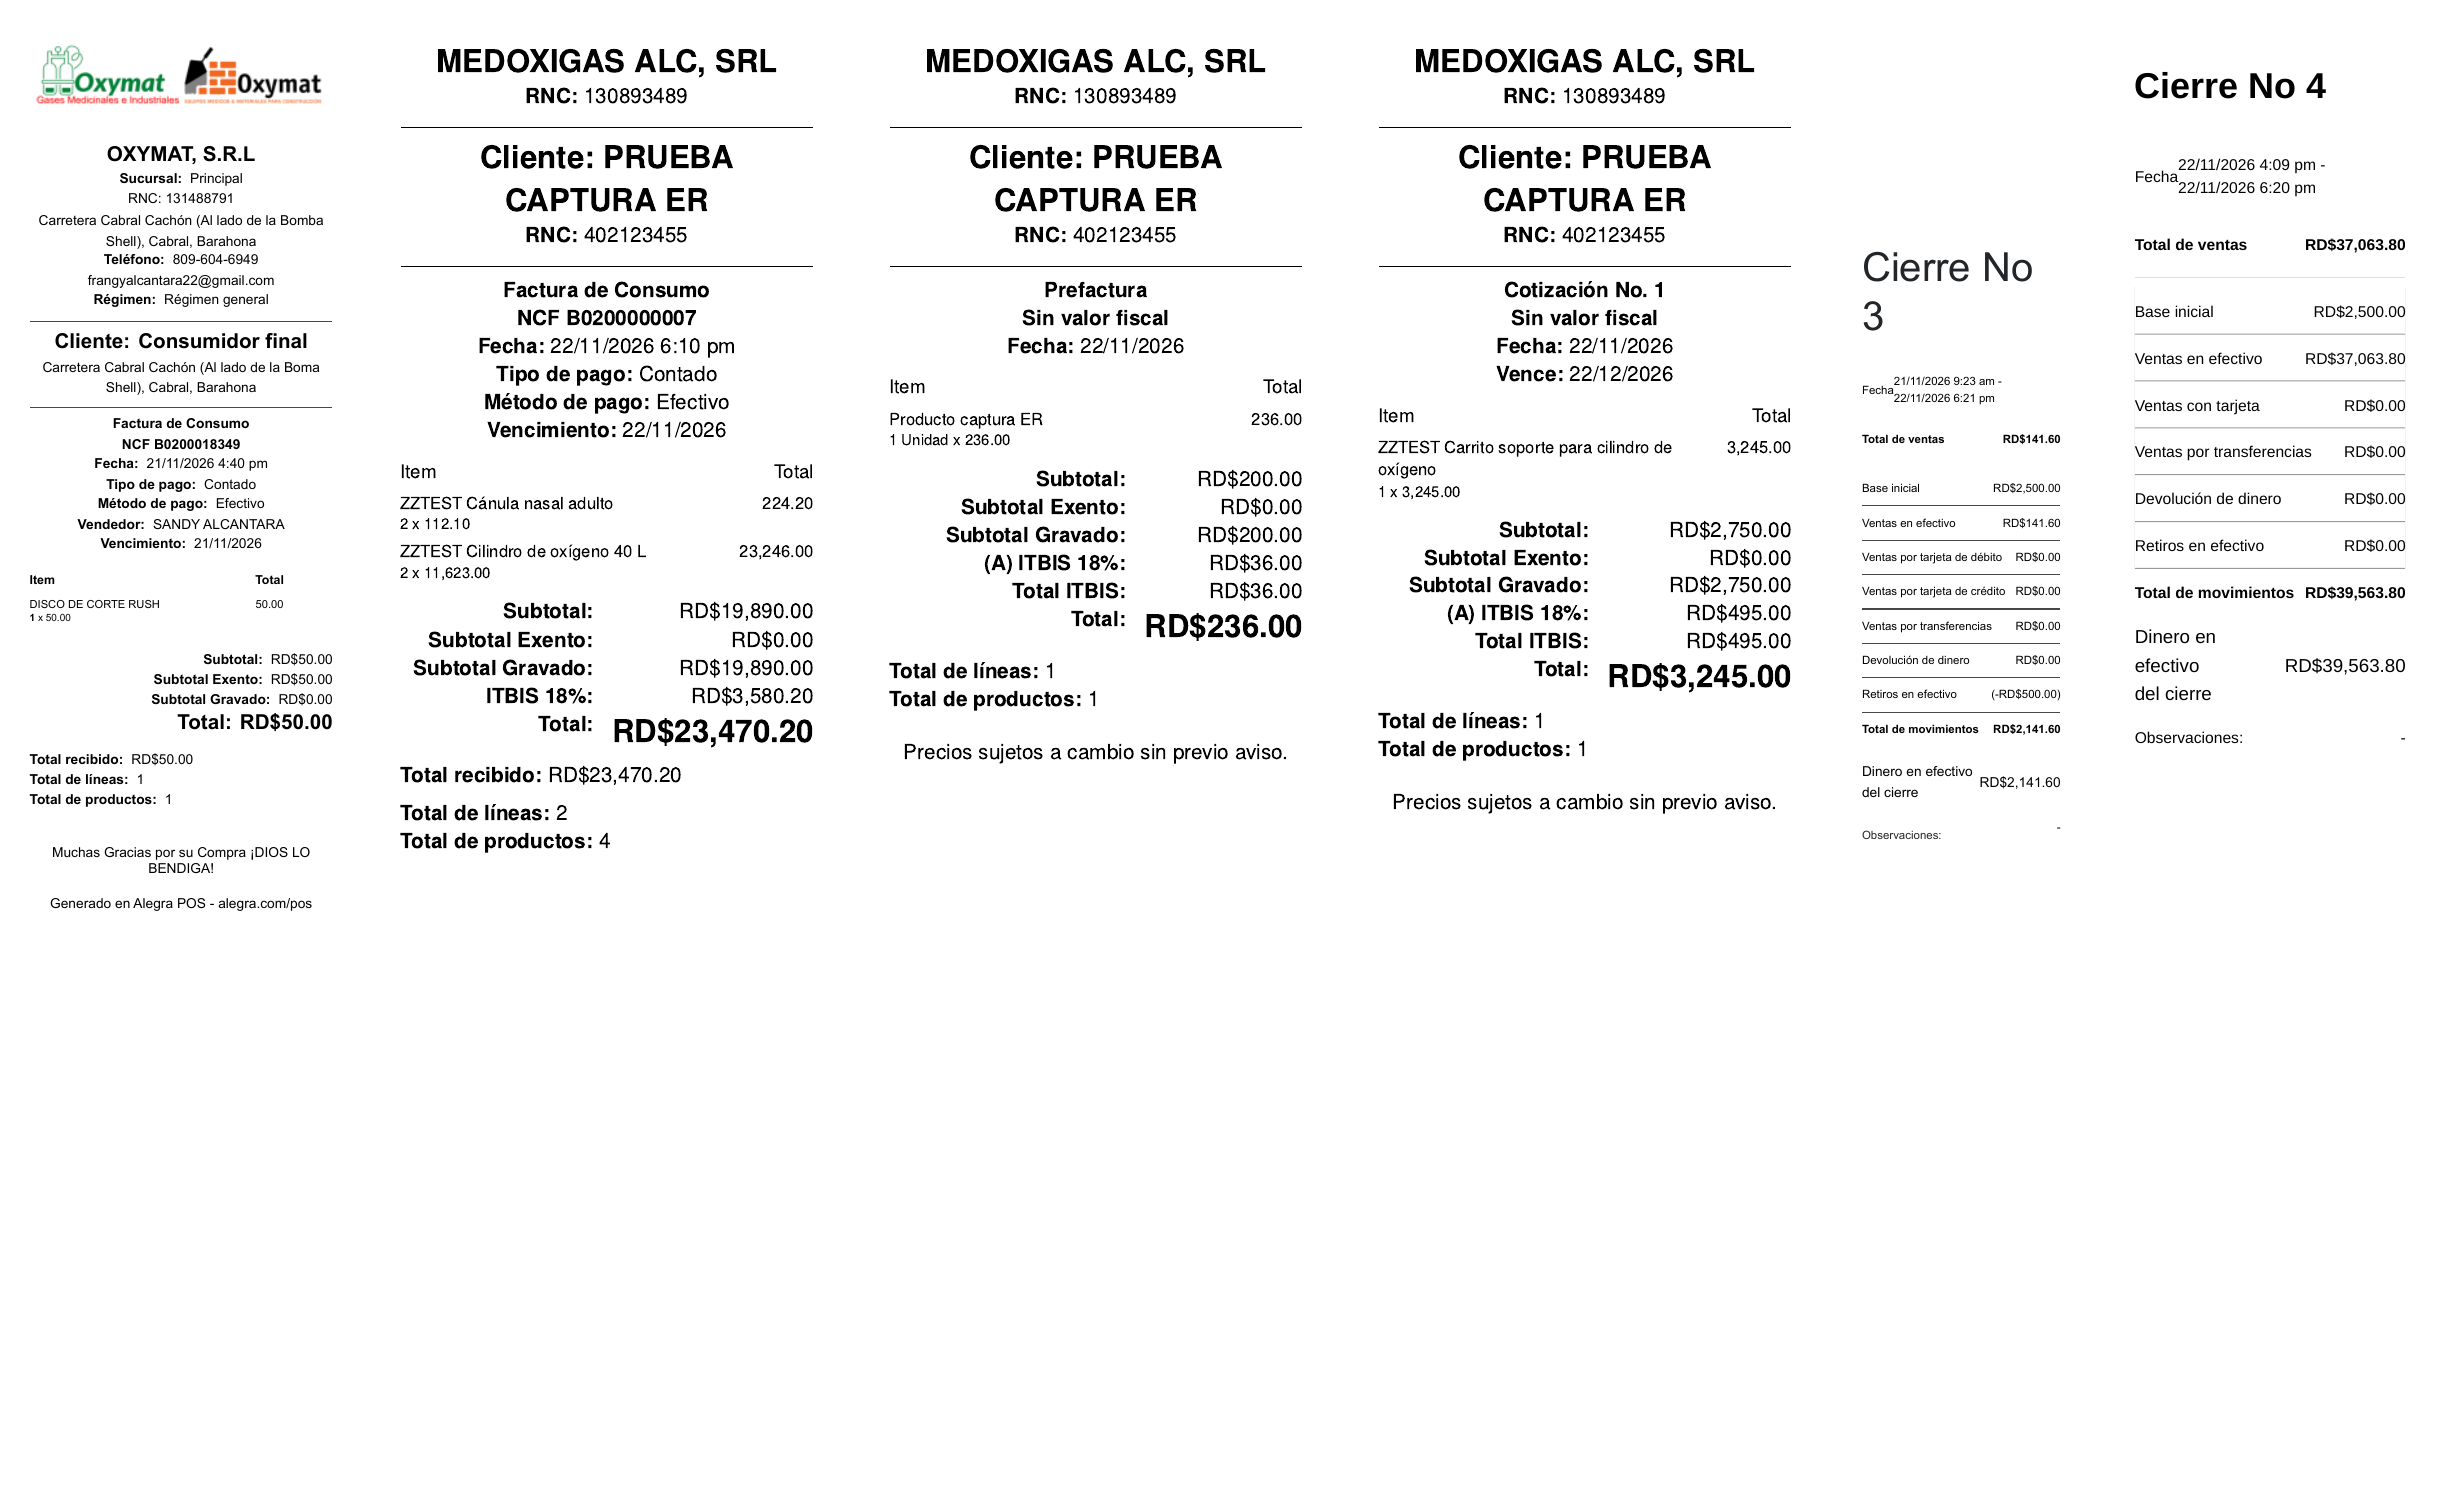 Oxymat
Gases Medicinales e Industriales
Oxymat
EQUIPOS MEDICOS & MATERIALES PARA CONSTRUCCIÓN
OXYMAT, S.R.L
Sucursal: Principal
RNC: 131488791
Carretera Cabral Cachón (Al lado de la Bomba
Shell), Cabral, Barahona
Teléfono: 809-604-6949
frangyalcantara22@gmail.com
Régimen: Régimen general
Cliente: Consumidor final
Carretera Cabral Cachón (Al lado de la Boma
Shell), Cabral, Barahona
Factura de Consumo
NCF B0200018349
Fecha: 21/11/2026 4:40 pm
Tipo de pago: Contado
Método de pago: Efectivo
Vendedor: SANDY ALCANTARA
Vencimiento: 21/11/2026
Item Total
DISCO DE CORTE RUSH 50.00
1 x 50.00
Subtotal: RD$50.00
Subtotal Exento: RD$50.00
Subtotal Gravado: RD$0.00
Total: RD$50.00
Total recibido: RD$50.00
Total de líneas: 1
Total de productos: 1
Muchas Gracias por su Compra ¡DIOS LO
BENDIGA!
Generado en Alegra POS - alegra.com/pos
MEDOXIGAS ALC, SRL
RNC: 130893489
Cliente: PRUEBA
CAPTURA ER
RNC: 402123455
Factura de Consumo
NCF B0200000007
Fecha: 22/11/2026 6:10 pm
Tipo de pago: Contado
Método de pago: Efectivo
Vencimiento: 22/11/2026
Item Total
ZZTEST Cánula nasal adulto 224.20
2 x 112.10
ZZTEST Cilindro de oxígeno 40 L 23,246.00
2 x 11,623.00
Subtotal: RD$19,890.00
Subtotal Exento: RD$0.00
Subtotal Gravado: RD$19,890.00
ITBIS 18%: RD$3,580.20
Total: RD$23,470.20
Total recibido: RD$23,470.20
Total de líneas: 2
Total de productos: 4
MEDOXIGAS ALC, SRL
RNC: 130893489
Cliente: PRUEBA
CAPTURA ER
RNC: 402123455
Prefactura
Sin valor fiscal
Fecha: 22/11/2026
Item Total
Producto captura ER 236.00
1 Unidad x 236.00
Subtotal: RD$200.00
Subtotal Exento: RD$0.00
Subtotal Gravado: RD$200.00
(A) ITBIS 18%: RD$36.00
Total ITBIS: RD$36.00
Total: RD$236.00
Total de líneas: 1
Total de productos: 1
Precios sujetos a cambio sin previo aviso.
MEDOXIGAS ALC, SRL
RNC: 130893489
Cliente: PRUEBA
CAPTURA ER
RNC: 402123455
Cotización No. 1
Sin valor fiscal
Fecha: 22/11/2026
Vence: 22/12/2026
Item Total
ZZTEST Carrito soporte para cilindro de 3,245.00
oxígeno
1 x 3,245.00
Subtotal: RD$2,750.00
Subtotal Exento: RD$0.00
Subtotal Gravado: RD$2,750.00
(A) ITBIS 18%: RD$495.00
Total ITBIS: RD$495.00
Total: RD$3,245.00
Total de líneas: 1
Total de productos: 1
Precios sujetos a cambio sin previo aviso.
Cierre No
3
Fecha 21/11/2026 9:23 am -
22/11/2026 6:21 pm
Total de ventas RD$141.60
Base inicial RD$2,500.00
Ventas en efectivo RD$141.60
Ventas por tarjeta de débito RD$0.00
Ventas por tarjeta de crédito RD$0.00
Ventas por transferencias RD$0.00
Devolución de dinero RD$0.00
Retiros en efectivo (-RD$500.00)
Total de movimientos RD$2,141.60
Dinero en efectivo
del cierre RD$2,141.60
Observaciones: -
Cierre No 4
Fecha 22/11/2026 4:09 pm -
22/11/2026 6:20 pm
Total de ventas RD$37,063.80
Base inicial RD$2,500.00
Ventas en efectivo RD$37,063.80
Ventas con tarjeta RD$0.00
Ventas por transferencias RD$0.00
Devolución de dinero RD$0.00
Retiros en efectivo RD$0.00
Total de movimientos RD$39,563.80
Dinero en
efectivo RD$39,563.80
del cierre
Observaciones: -